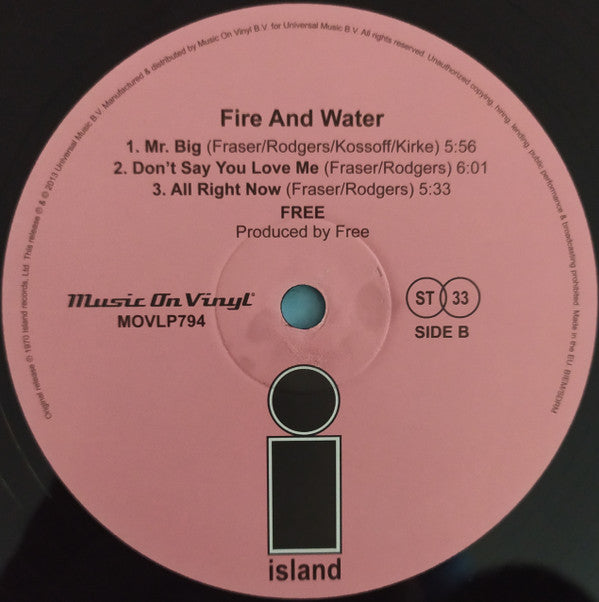 Original release ℗ 1970 Island records, Ltd. This release ℗ & © 2013 Universal Music B.V. Manufactured & distributed by Music On Vinyl B.V. for Universal Music B.V. All rights reserved. Unauthorized copying, hiring, lending, public performance & broadcasting prohibited. Made in the EU. BIEM/SDRM
Fire And Water
1. Mr. Big (Fraser/Rodgers/Kossoff/Kirke) 5:56
2. Don't Say You Love Me (Fraser/Rodgers) 6:01
3. All Right Now (Fraser/Rodgers) 5:33
FREE
Produced by Free
Music On Vinyl®
MOVLP794
ST 33
SIDE B
i
island